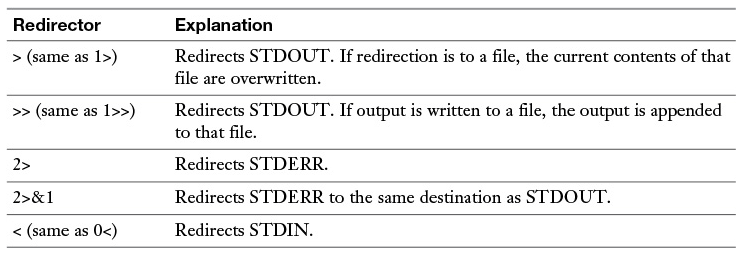 Redirector Explanation
> (same as 1>) Redirects STDOUT. If redirection is to a file, the current contents of that
file are overwritten.
>> (same as 1>>) Redirects STDOUT. If output is written to a file, the output is appended
to that file.
2> Redirects STDERR.
2>&1 Redirects STDERR to the same destination as STDOUT.
< (same as 0<) Redirects STDIN.